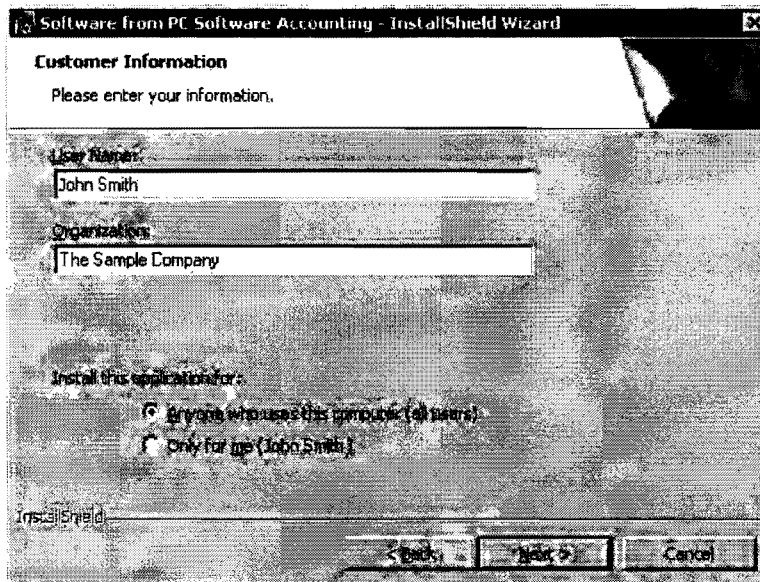 Software from PC Software Accounting - InstallShield Wizard
Customer Information
Please enter your information.
User Name:
John Smith
Organization:
The Sample Company
Install this application for:
Anyone who uses this computer (all users)
Only for me (John Smith)
InstallShield
< Back
Next >
Cancel